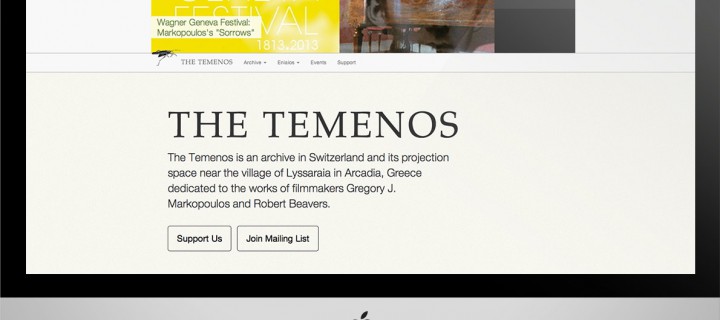 FESTIVAL
Wagner Geneva Festival:
Markopoulos's "Sorrows"
1813.2013
THE TEMENOS Archive Enisios Events Support
THE TEMENOS
The Temenos is an archive in Switzerland and its projection
space near the village of Lyssaraia in Arcadia, Greece
dedicated to the works of filmmakers Gregory J.
Markopoulos and Robert Beavers.
Support Us Join Mailing List